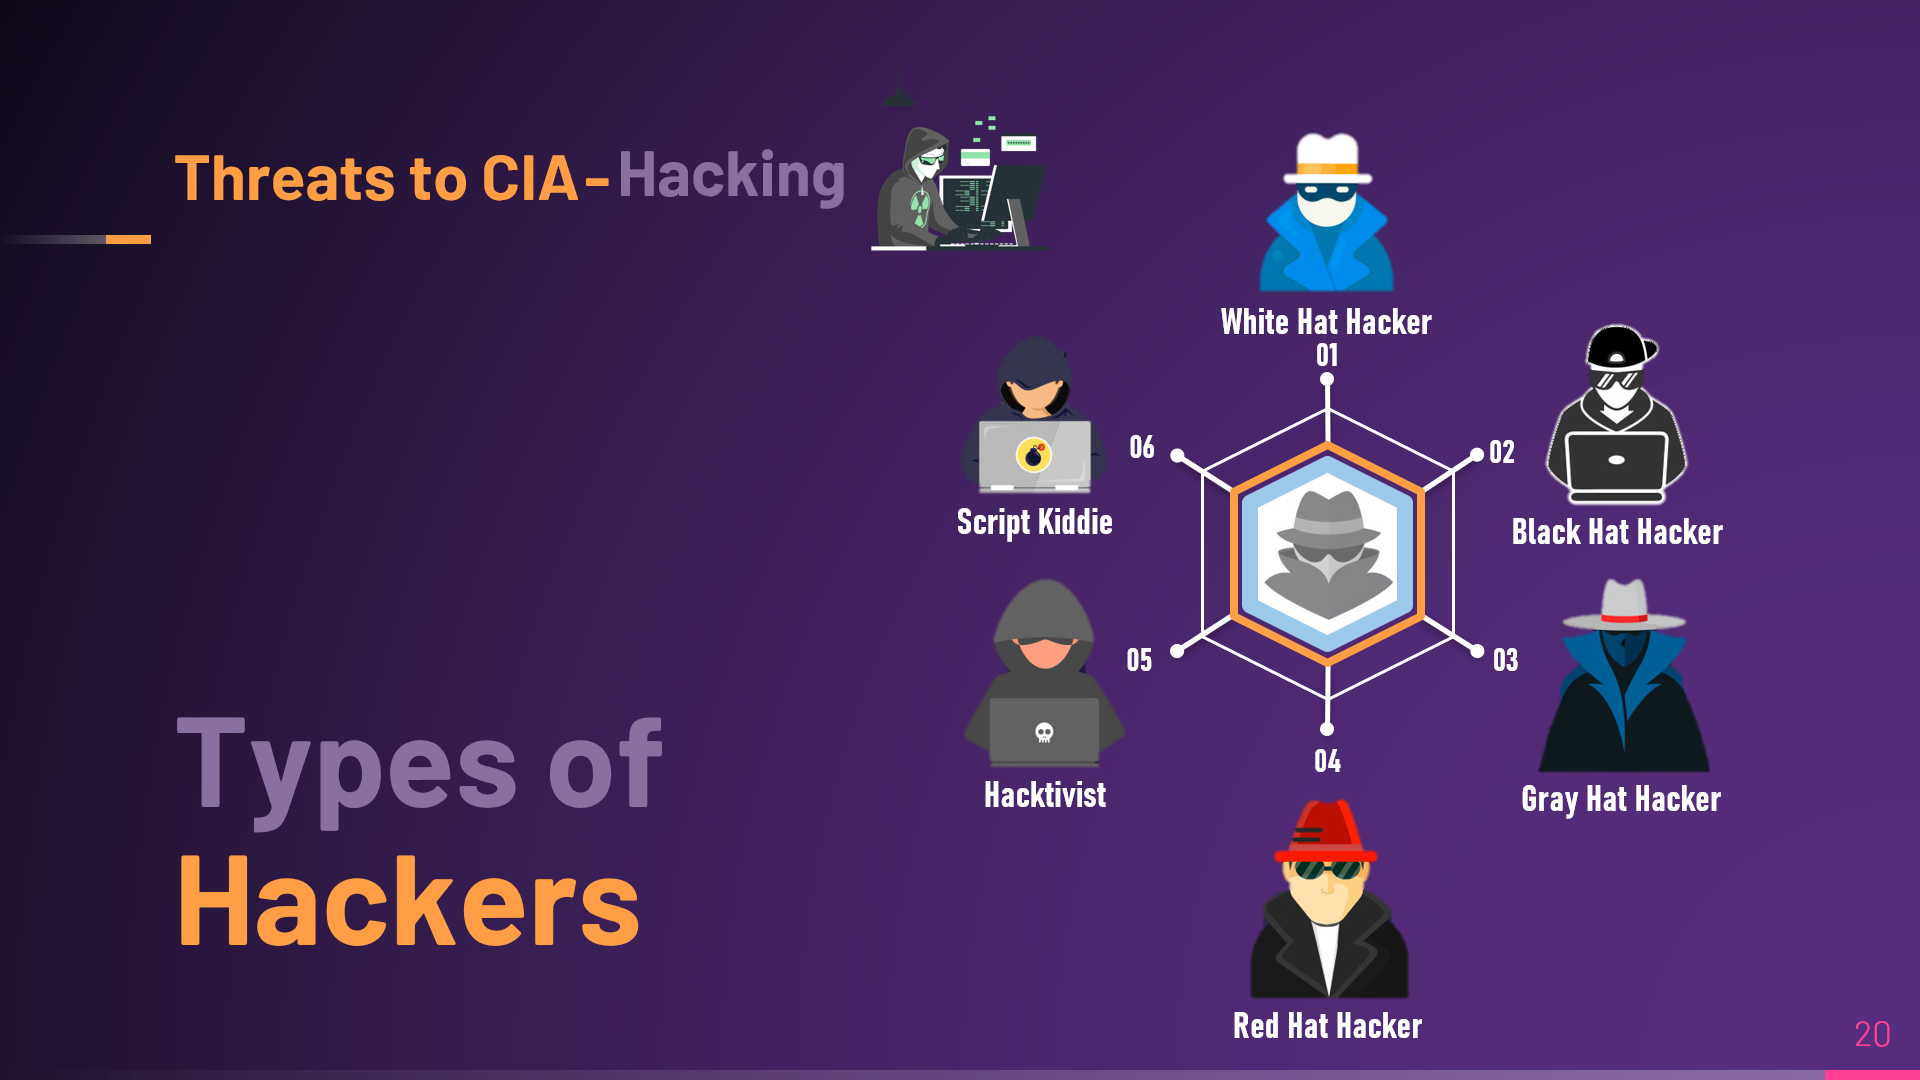 Threats to CIA - Hacking
Types of
Hackers
White Hat Hacker
01
02
Black Hat Hacker
03
Gray Hat Hacker
04
Red Hat Hacker
05
Hacktivist
06
Script Kiddie
20